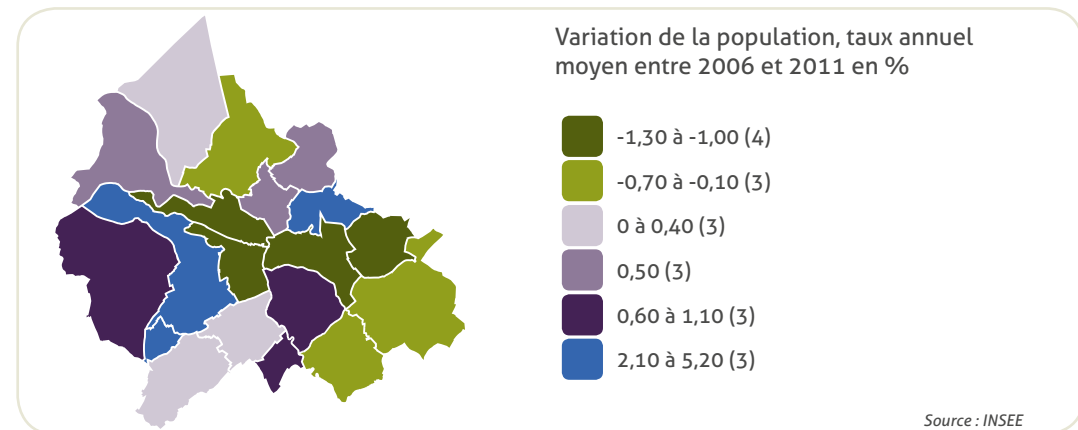 Variation de la population, taux annuel
moyen entre 2006 et 2011 en %
-1,30 à -1,00 (4)
-0,70 à -0,10 (3)
0 à 0,40 (3)
0,50 (3)
0,60 à 1,10 (3)
2,10 à 5,20 (3)
Source : INSEE